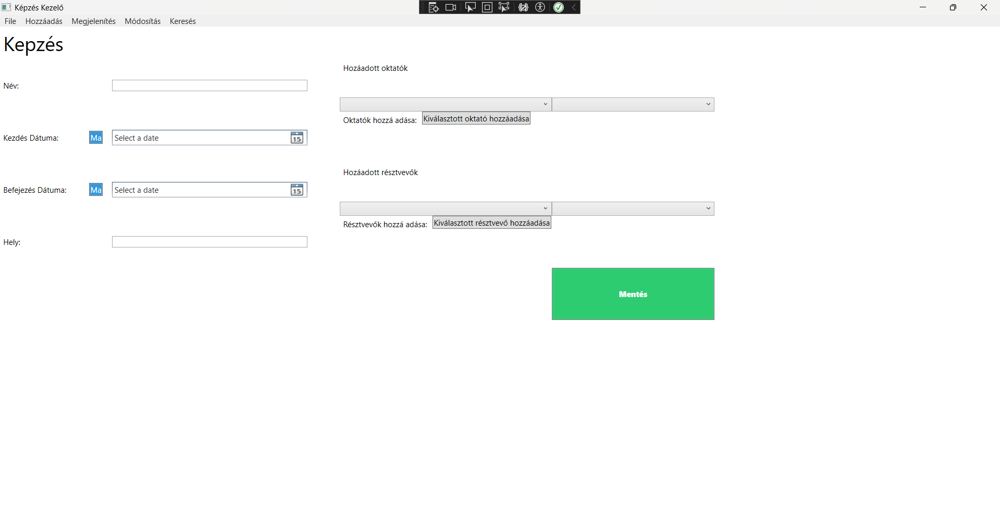 Képzés Kezelő
File Hozzáadás Megjelenítés Módosítás Keresés
Kepzés
Hozáadott oktatók
Név:
Oktatók hozzá adása: Kiválasztott oktató hozzáadása
Kezdés Dátuma: Ma Select a date 15
Hozáadott résztvevők
Befejezés Dátuma: Ma Select a date 15
Résztvevők hozzá adása: Kiválasztott résztvevő hozzáadása
Hely:
Mentés